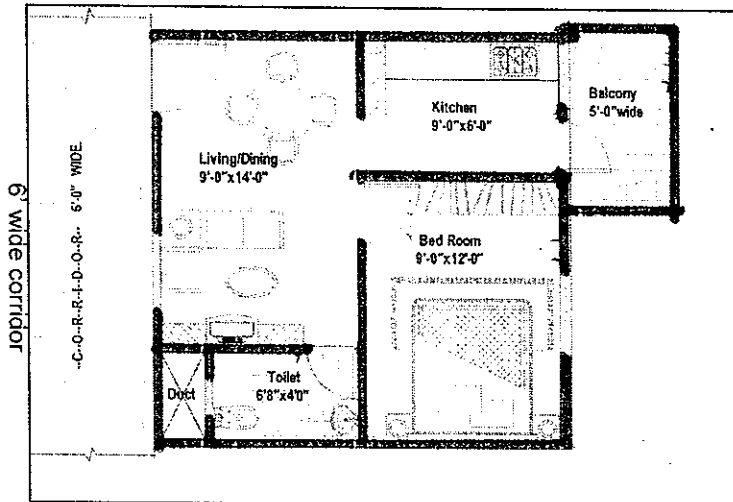 6' wide corridor
--C--O--R--R--I--D--O--R-- 6'-0" WIDE
Living/Dining
9'-0"x14'-0"
Kitchen
9'-0"x6'-0"
Balcony
5'-0"wide
Bed Room
9'-0"x12'-0"
Toilet
6'8"x4'0"
Duct